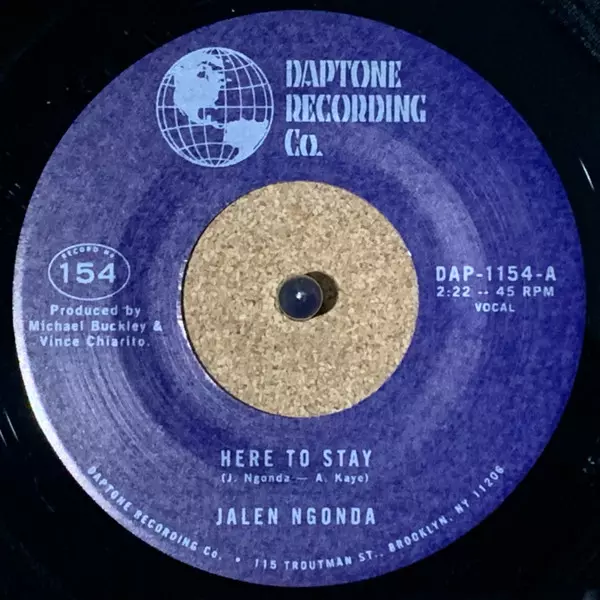 DAPTONE
RECORDING
Co.
RECORD NO
154
Produced by
Michael Buckley &
Vince Chiarito.
DAP-1154-A
2:22 -- 45 RPM
VOCAL
HERE TO STAY
(J. Ngonda — A. Kaye)
JALEN NGONDA
DAPTONE RECORDING Co. • 115 TROUTMAN ST., BROOKLYN, NY 11206